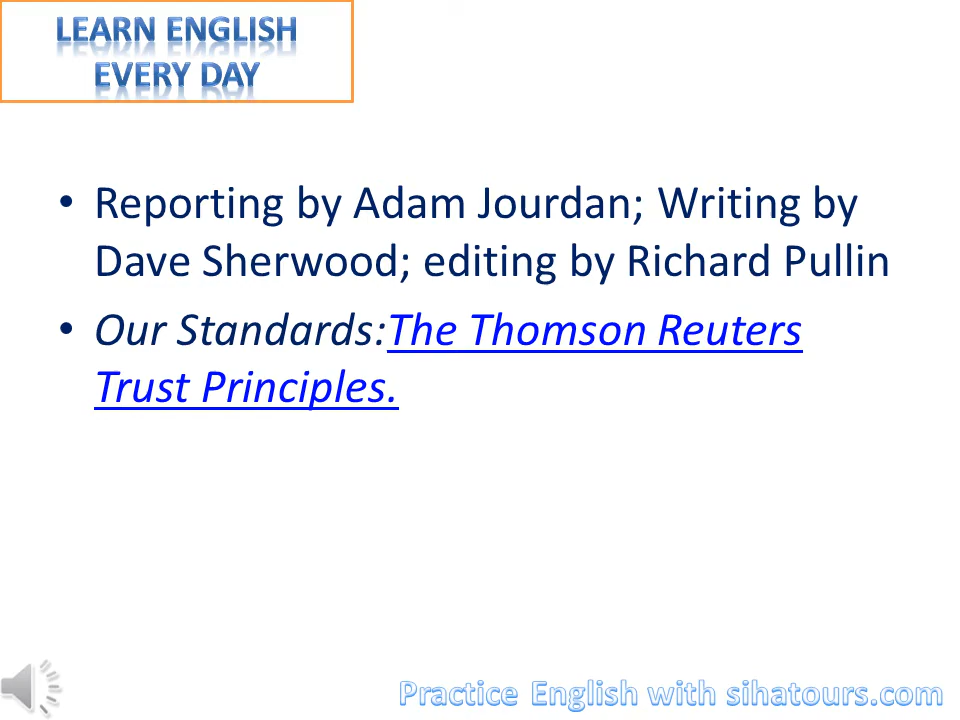 LEARN ENGLISH
EVERY DAY
• Reporting by Adam Jourdan; Writing by
Dave Sherwood; editing by Richard Pullin
• Our Standards:The Thomson Reuters
Trust Principles.
Practice English with sihatours.com